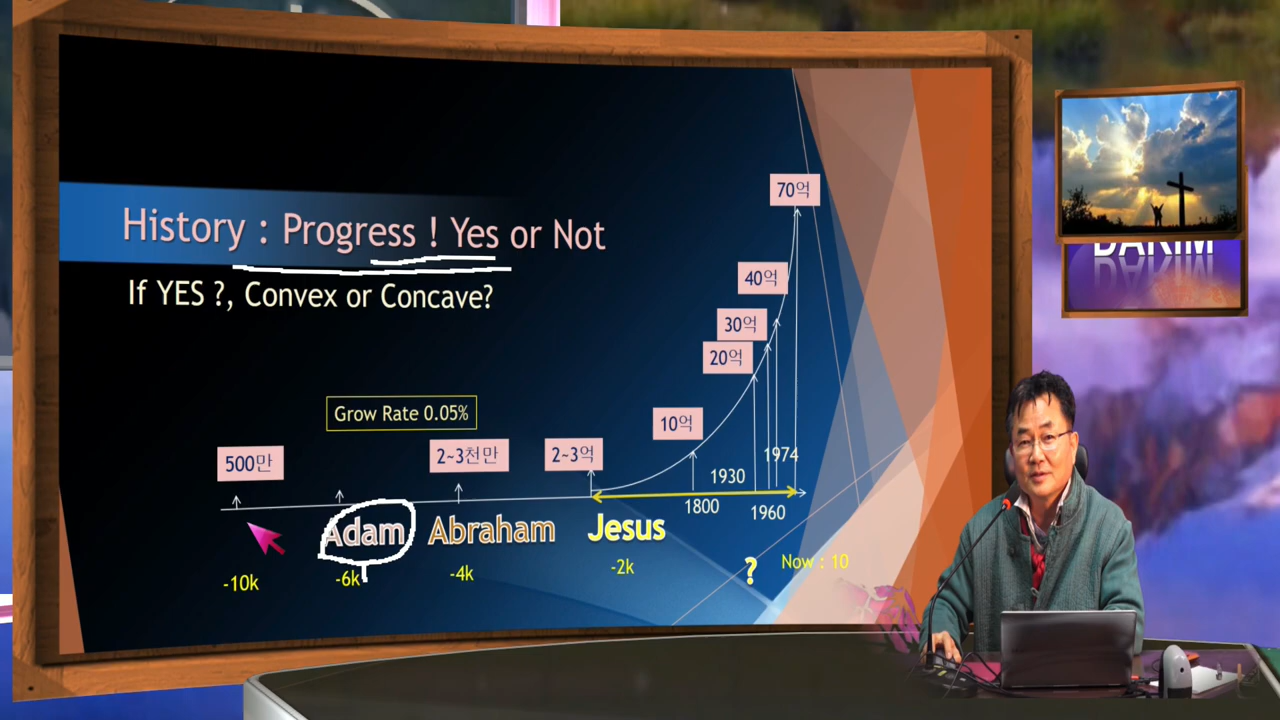 History : Progress ! Yes or Not
If YES ?, Convex or Concave?
70억
40억
30억
20억
10억
Grow Rate 0.05%
500만
2~3천만
2~3억
1974
1930
1800
1960
Adam
Abraham
Jesus
-10k
-6k
-4k
-2k
?
Now : 10
DARIM